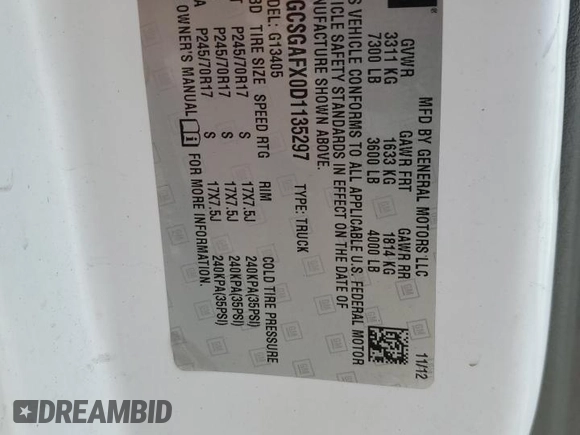 MFD BY GENERAL MOTORS LLC 11/12
GVWR GAWR FRT GAWR RR
3311 KG 1633 KG 1814 KG
7300 LB 3600 LB 4000 LB
S VEHICLE CONFORMS TO ALL APPLICABLE U.S. FEDERAL MOTOR
ICLE SAFETY STANDARDS IN EFFECT ON THE DATE OF
NUFACTURE SHOWN ABOVE.
GCSGAFX0D1135297 TYPE: TRUCK
DEL: G13405
TIRE SIZE SPEED RTG RIM COLD TIRE PRESSURE
P245/70R17 S 17X7.5J 240KPA(35PSI)
P245/70R17 S 17X7.5J 240KPA(35PSI)
P245/70R17 S 17X7.5J 240KPA(35PSI)
OWNER'S MANUAL FOR MORE INFORMATION
GM
DREAMBID